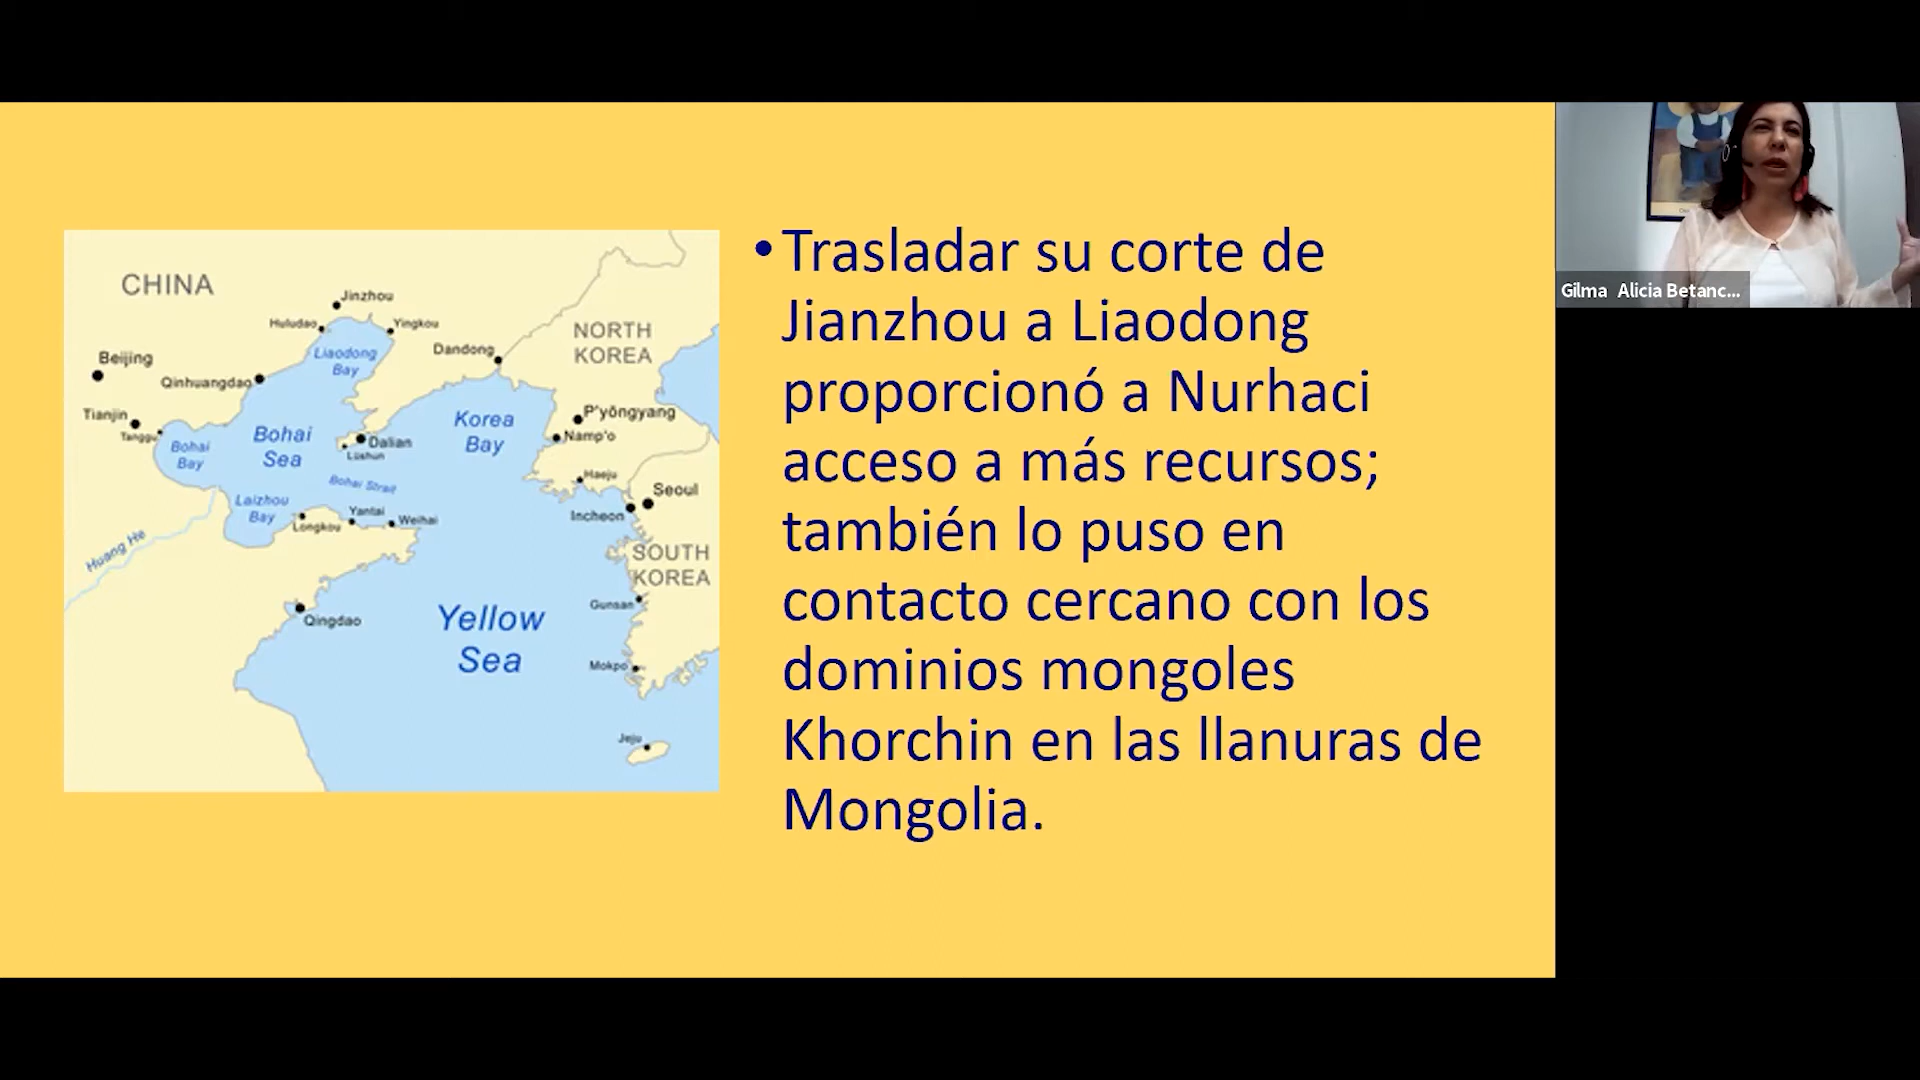 CHINA
Jinzhou
Huludao
Yingkou
Liaodong
Bay
Dandong
NORTH
KOREA
Beijing
Qinhuangdao
Tianjin
Tanggu
Bohai
Bay
Bohai
Sea
Dalian
Lüshun
Korea
Bay
P'yŏngyang
Namp'o
Bohai Strait
Haeju
Seoul
Incheon
Laizhou
Bay
Longkou
Yantai
Weihai
Huang He
SOUTH
KOREA
Qingdao
Gunsan
Yellow
Sea
Mokpo
Jeju
• Trasladar su corte de
Jianzhou a Liaodong
proporcionó a Nurhaci
acceso a más recursos;
también lo puso en
contacto cercano con los
dominios mongoles
Khorchin en las llanuras de
Mongolia.
Gilma Alicia Betanc...